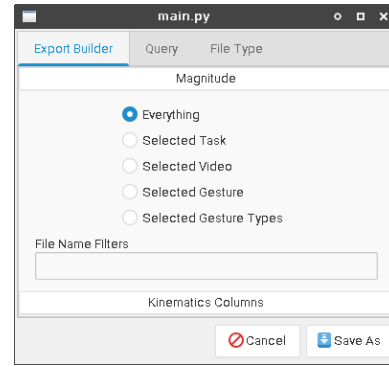 main.py
Export Builder Query File Type
Magnitude
Everything
Selected Task
Selected Video
Selected Gesture
Selected Gesture Types
File Name FIlters
Kinematics Columns
Cancel Save As